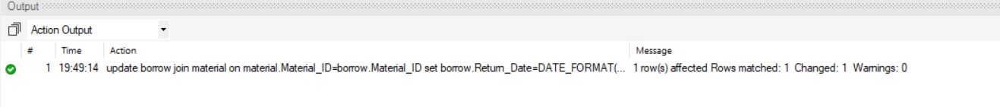 Output
Action Output
# Time Action Message
1 19:49:14 update borrow join material on material.Material_ID=borrow.Material_ID set borrow.Return_Date=DATE_FORMAT(... 1 row(s) affected Rows matched: 1 Changed: 1 Warnings: 0